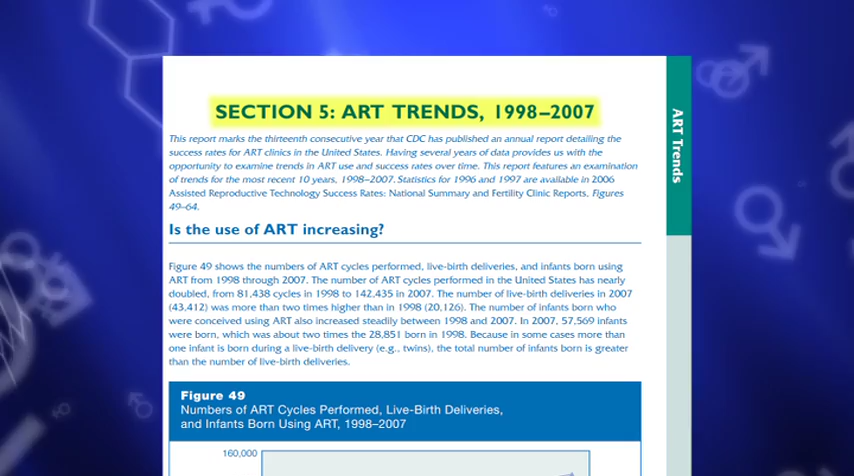 SECTION 5: ART TRENDS, 1998–2007
This report marks the thirteenth consecutive year that CDC has published an annual report detailing the
success rates for ART clinics in the United States. Having several years of data provides us with the
opportunity to examine trends in ART use and success rates over time. This report features an examination
of trends for the most recent 10 years, 1998–2007. Statistics for 1996 and 1997 are available in 2006
Assisted Reproductive Technology Success Rates: National Summary and Fertility Clinic Reports, Figures
49–64.
ART Trends
Is the use of ART increasing?
Figure 49 shows the numbers of ART cycles performed, live-birth deliveries, and infants born using
ART from 1998 through 2007. The number of ART cycles performed in the United States has nearly
doubled, from 81,438 cycles in 1998 to 142,435 in 2007. The number of live-birth deliveries in 2007
(43,412) was more than two times higher than in 1998 (20,126). The number of infants born who
were conceived using ART also increased steadily between 1998 and 2007. In 2007, 57,569 infants
were born, which was about two times the 28,851 born in 1998. Because in some cases more than
one infant is born during a live-birth delivery (e.g., twins), the total number of infants born is greater
than the number of live-birth deliveries.
Figure 49
Numbers of ART Cycles Performed, Live-Birth Deliveries,
and Infants Born Using ART, 1998–2007
160,000